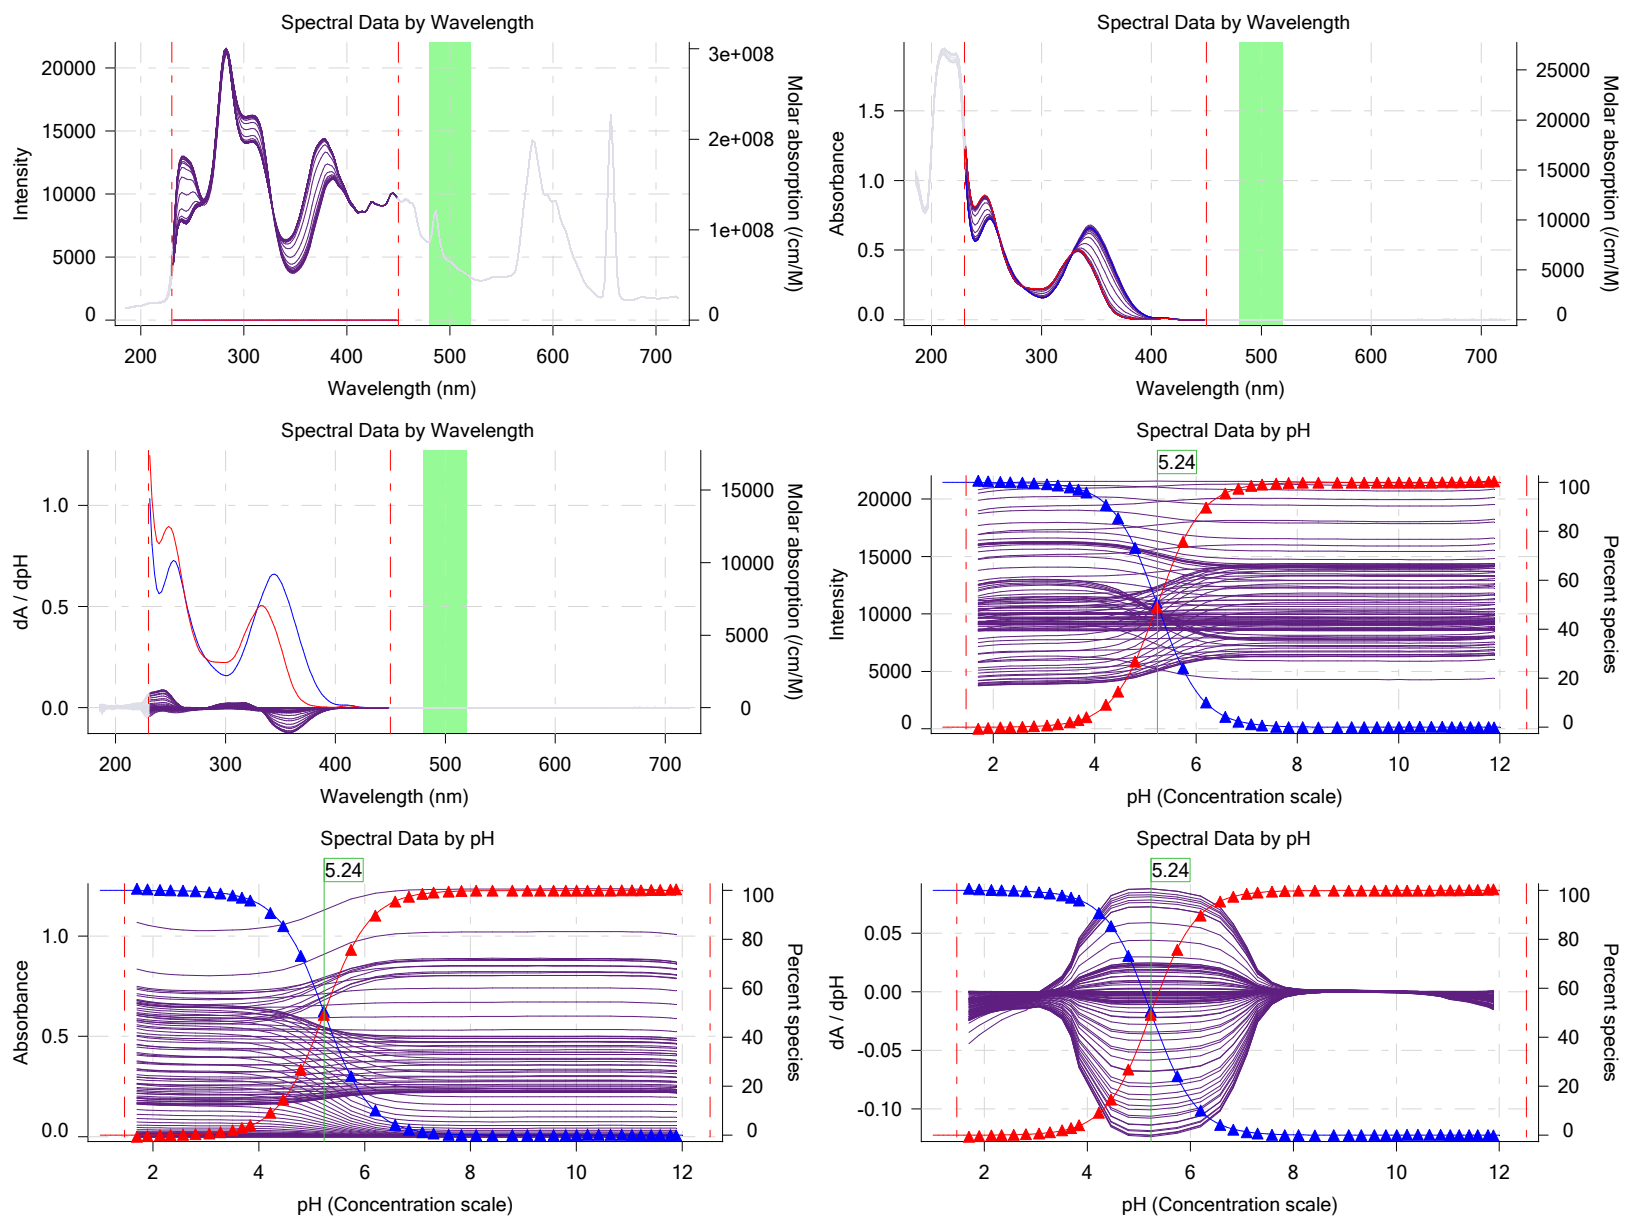 Spectral Data by Wavelength
Intensity
20000
15000
10000
5000
0
3e+008
2e+008
1e+008
0
Molar absorption (/cm/M)
200 300 400 500 600 700
Wavelength (nm)
Spectral Data by Wavelength
Absorbance
1.5
1.0
0.5
0.0
25000
20000
15000
10000
5000
0
Molar absorption (/cm/M)
200 300 400 500 600 700
Wavelength (nm)
Spectral Data by Wavelength
dA / dpH
1.0
0.5
0.0
15000
10000
5000
0
Molar absorption (/cm/M)
200 300 400 500 600 700
Wavelength (nm)
Spectral Data by pH
5.24
Intensity
20000
15000
10000
5000
0
100
80
60
40
20
0
Percent species
2 4 6 8 10 12
pH (Concentration scale)
Spectral Data by pH
5.24
Absorbance
1.0
0.5
0.0
100
80
60
40
20
0
Percent species
2 4 6 8 10 12
pH (Concentration scale)
Spectral Data by pH
5.24
dA / dpH
0.05
0.00
-0.05
-0.10
100
80
60
40
20
0
Percent species
2 4 6 8 10 12
pH (Concentration scale)